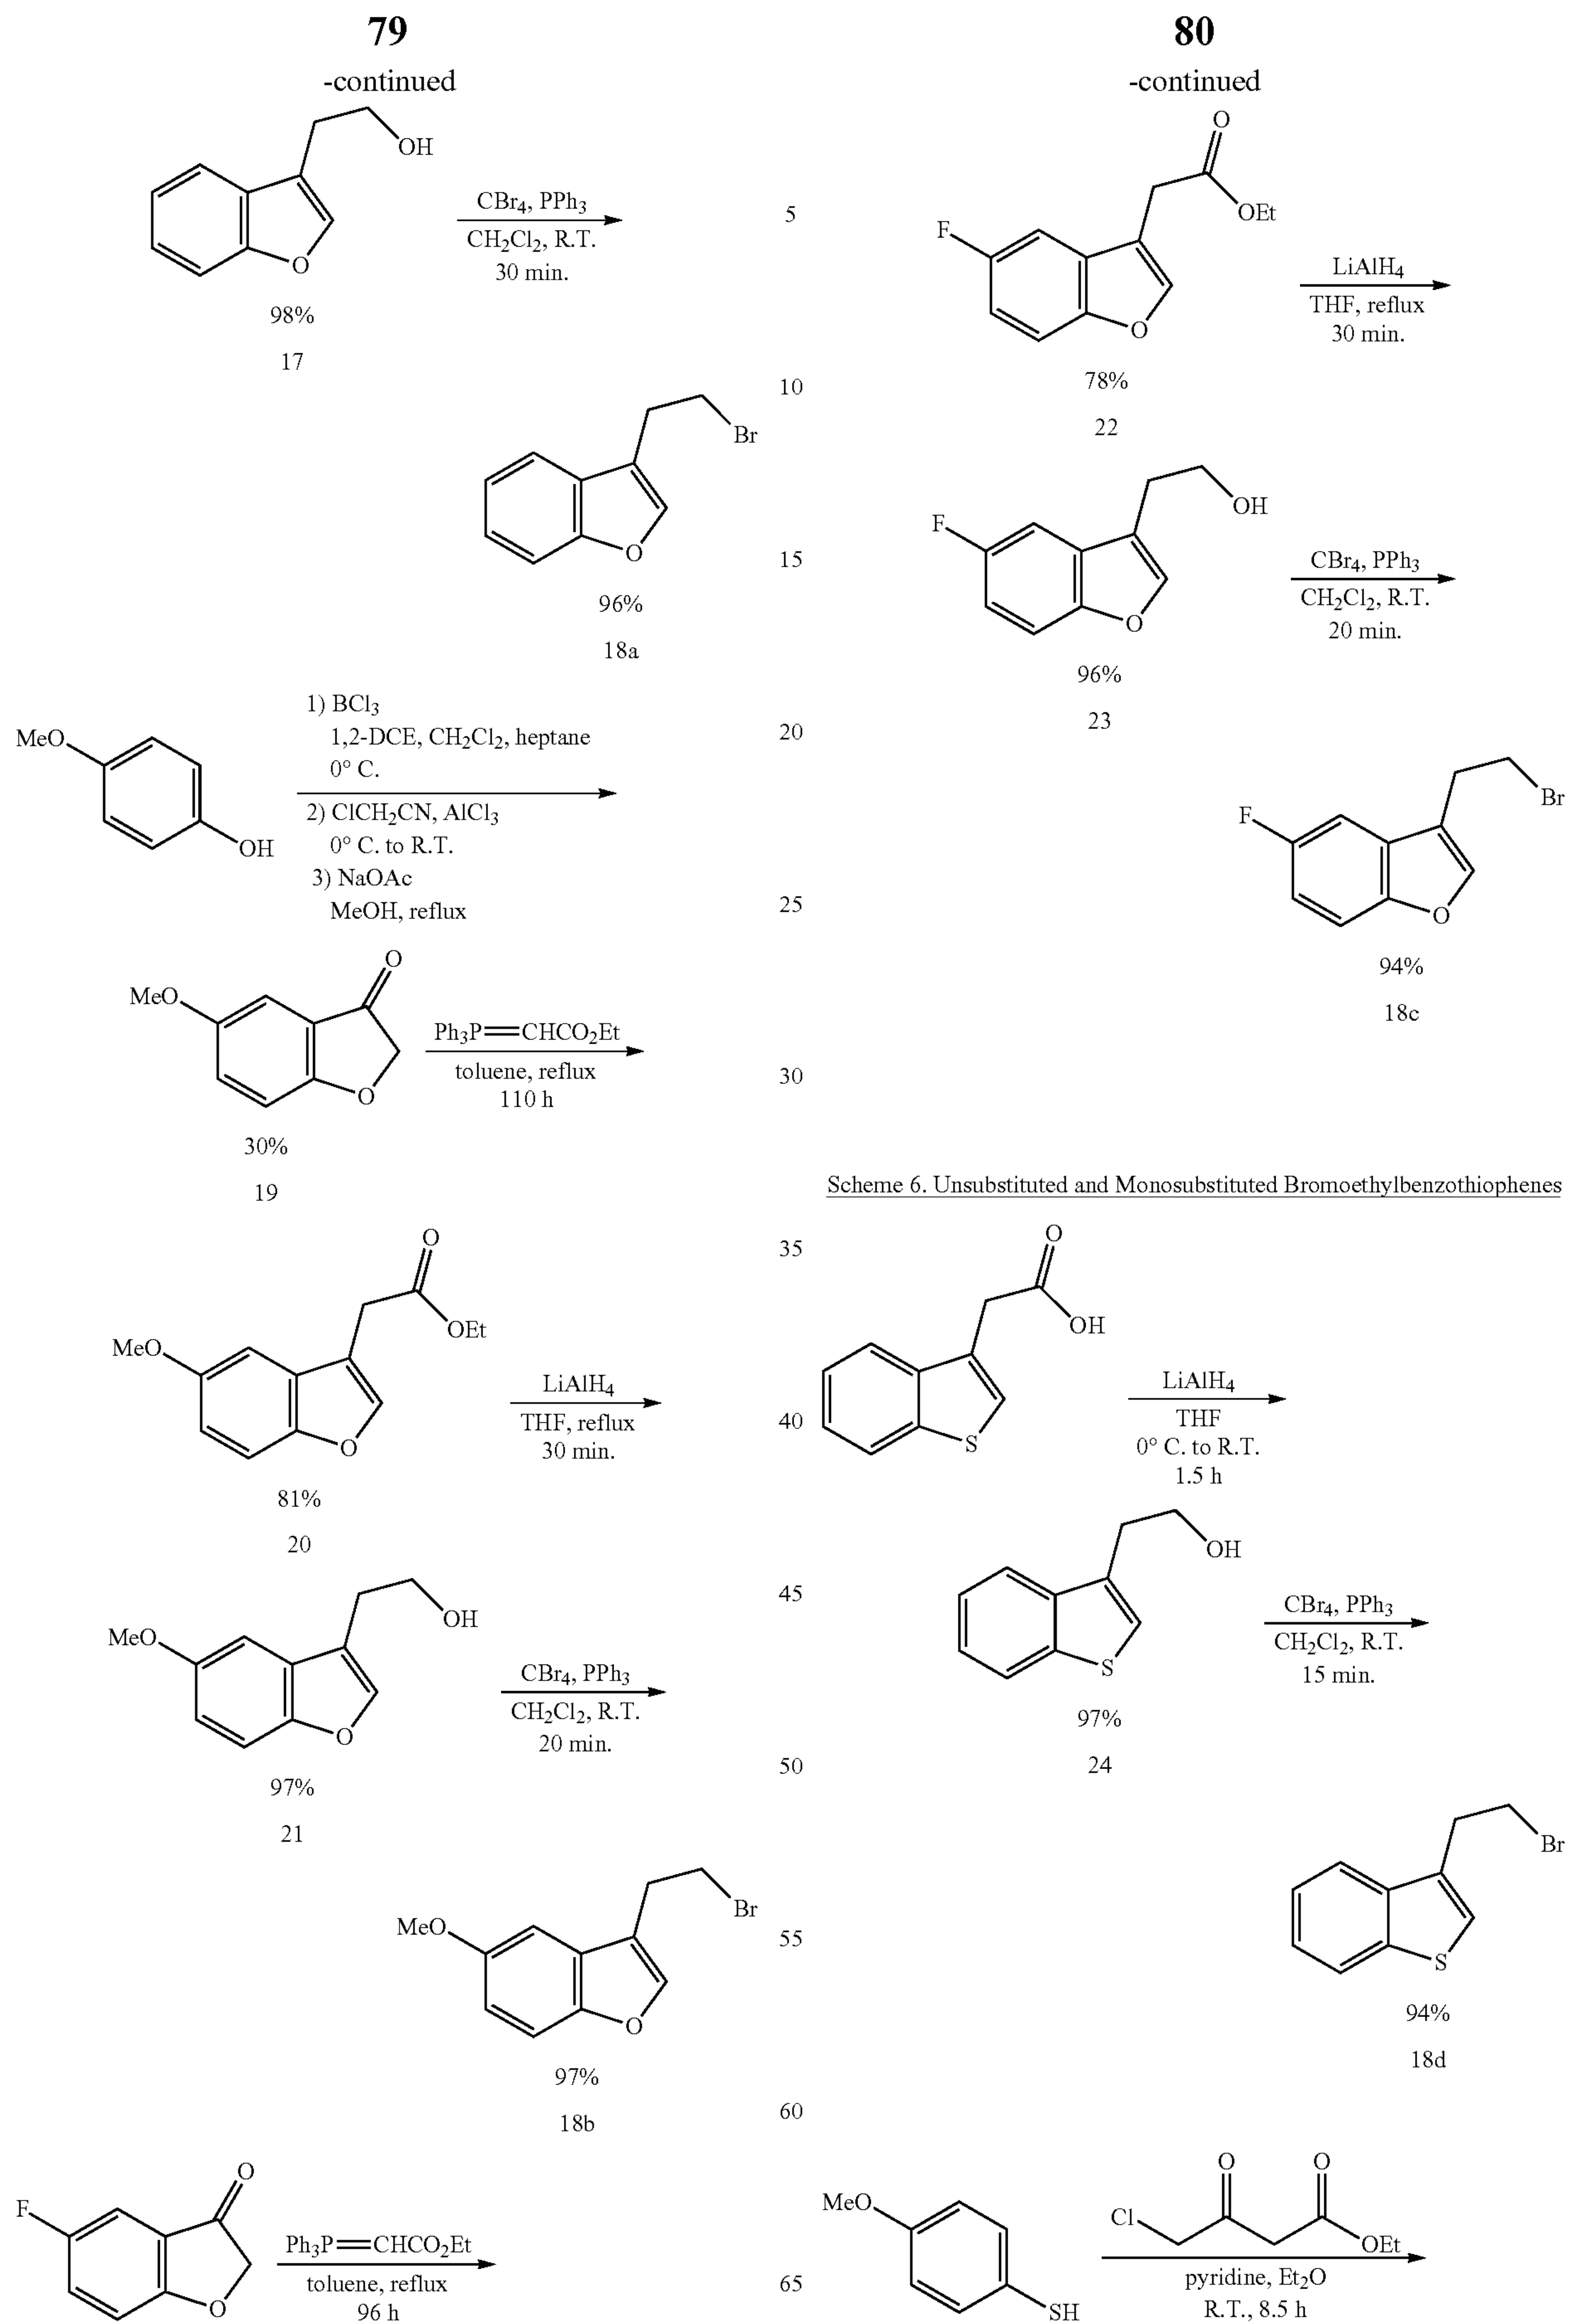 79
-continued
OH
O
CBr4, PPh3
CH2Cl2, R.T.
30 min.
98%
17
Br
O
96%
18a
MeO
OH
1) BCl3
1,2-DCE, CH2Cl2, heptane
0° C.
2) ClCH2CN, AlCl3
0° C. to R.T.
3) NaOAc
MeOH, reflux
O
MeO
O
Ph3P=CHCO2Et
toluene, reflux
110 h
30%
19
O
OEt
MeO
O
LiAlH4
THF, reflux
30 min.
81%
20
OH
MeO
O
CBr4, PPh3
CH2Cl2, R.T.
20 min.
97%
21
Br
MeO
O
97%
18b
O
F
O
Ph3P=CHCO2Et
toluene, reflux
96 h
5
10
15
20
25
30
35
40
45
50
55
60
65
80
-continued
O
OEt
F
O
LiAlH4
THF, reflux
30 min.
78%
22
OH
F
O
CBr4, PPh3
CH2Cl2, R.T.
20 min.
96%
23
Br
F
O
94%
18c
Scheme 6. Unsubstituted and Monosubstituted Bromoethylbenzothiophenes
O
OH
S
LiAlH4
THF
0° C. to R.T.
1.5 h
OH
S
CBr4, PPh3
CH2Cl2, R.T.
15 min.
97%
24
Br
S
94%
18d
MeO
SH
O O
Cl
OEt
pyridine, Et2O
R.T., 8.5 h